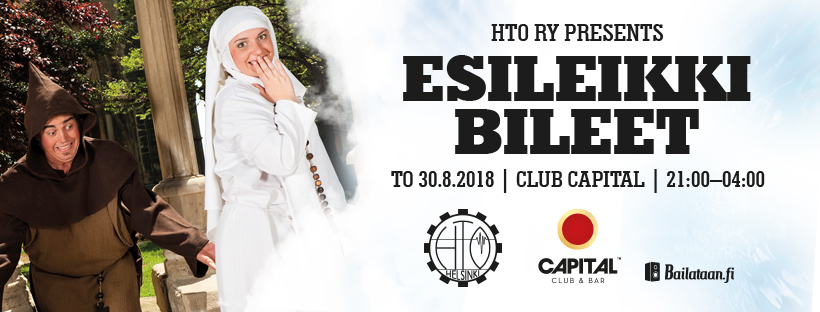 HTO RY PRESENTS
ESILEIKKI
BILEET
TO 30.8.2018 | CLUB CAPITAL | 21:00–04:00
HTO
HELSINKI
CAPITAL™
CLUB & BAR
Bailataan.fi